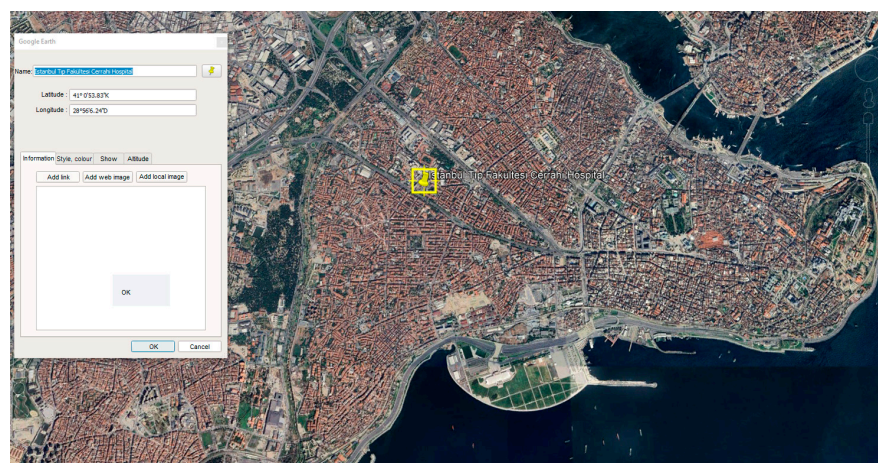 Google Earth
Name: İstanbul Tıp Fakültesi Cerrahi Hospital
Latitude : 41° 0'53.83"K
Longitude : 28°56'6.24"D
Information Style, colour Show Altitude
Add link Add web image Add local image
OK
OK Cancel
İstanbul Tıp Fakültesi Cerrahi Hospital